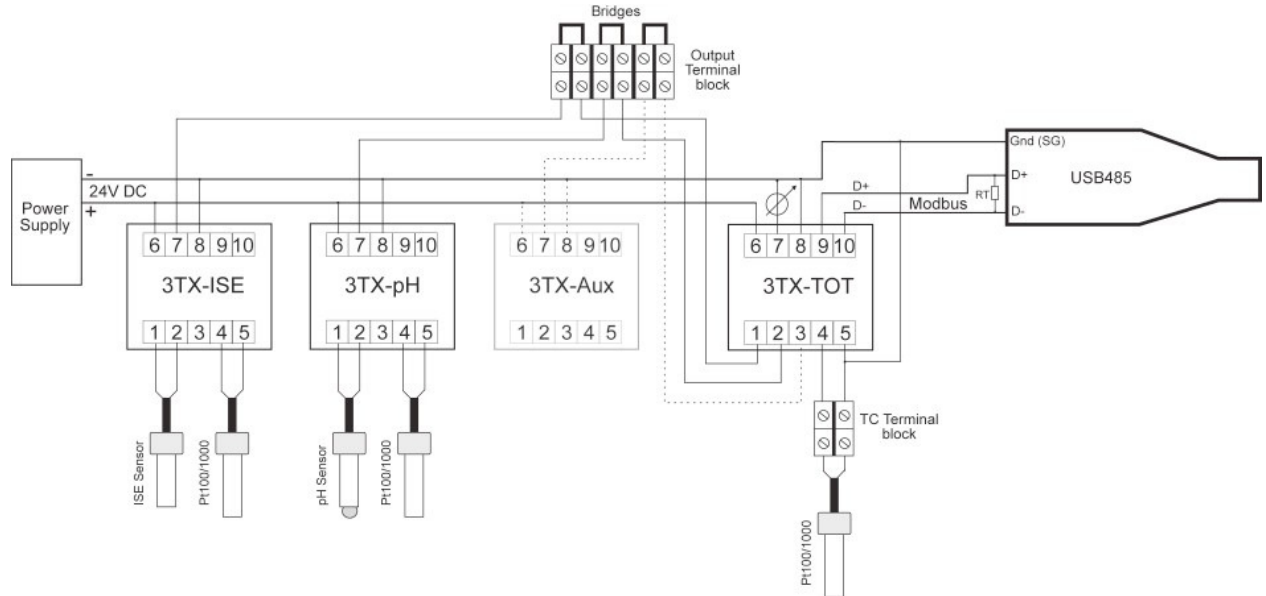 Bridges
Output
Terminal
block
Gnd (SG)
D+
D-
RT
USB485
D+
D-
Modbus
-
24V DC
+
Power
Supply
6 7 8 9 10
3TX-ISE
1 2 3 4 5
6 7 8 9 10
3TX-pH
1 2 3 4 5
6 7 8 9 10
3TX-Aux
1 2 3 4 5
6 7 8 9 10
3TX-TOT
1 2 3 4 5
TC Terminal
block
ISE Sensor
Pt100/1000
pH Sensor
Pt100/1000
Pt100/1000